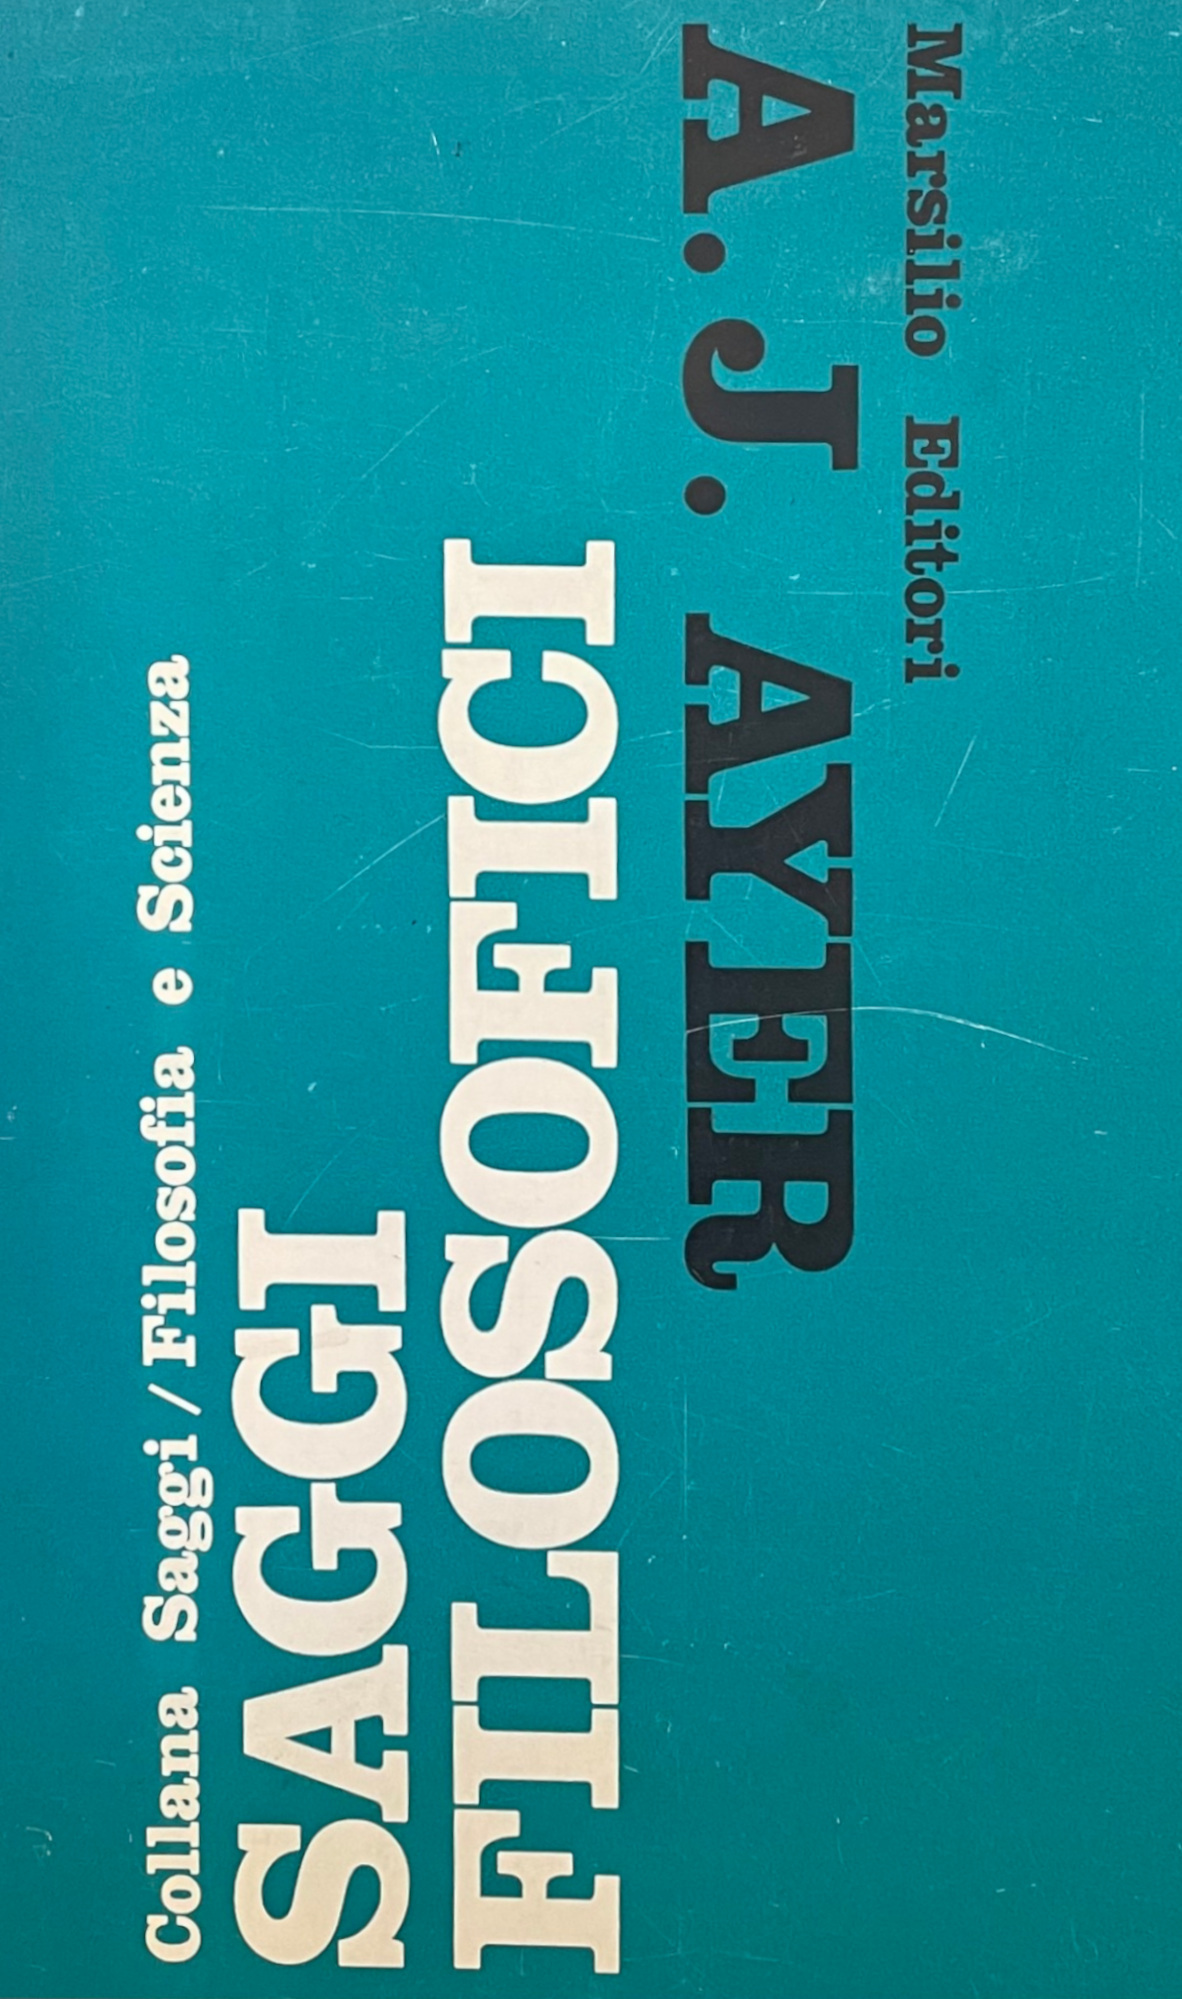 Collana Saggi / Filosofia e Scienza
SAGGI
FILOSOFICI
A. J. AYER
Marsilio Editori